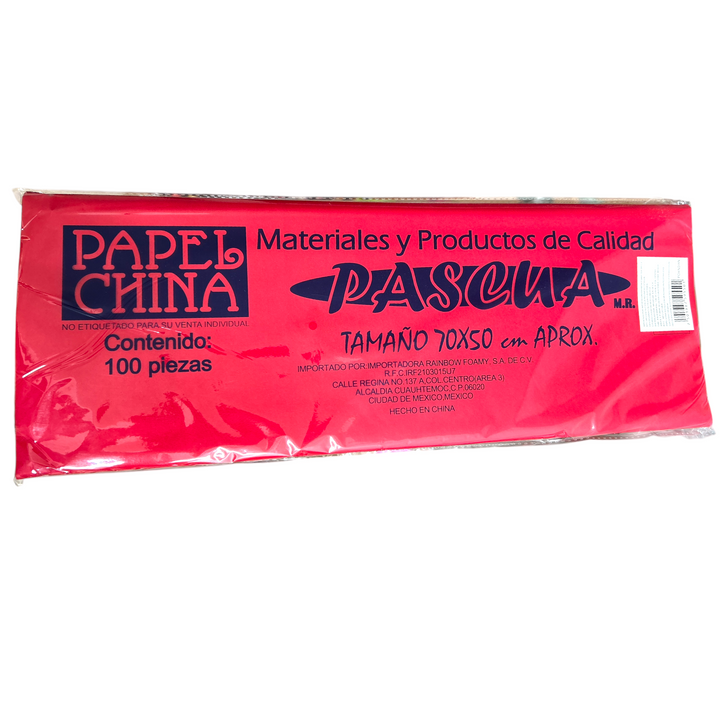 PAPEL
CHINA
NO ETIQUETADO PARA SU VENTA INDIVIDUAL
Contenido:
100 piezas
Materiales y Productos de Calidad
PASCUA
M.R.
TAMAÑO 70X50 cm APROX.
IMPORTADO POR:IMPORTADORA RAINBOW FOAMY, S.A. DE.C.V
R.F.C:IRF2103015U7
CALLE REGINA NO.137 A,COL.CENTRO(AREA 3)
ALCALDIA CUAUHTEMOC,C.P.06020
CIUDAD DE MEXICO,MEXICO
HECHO EN CHINA